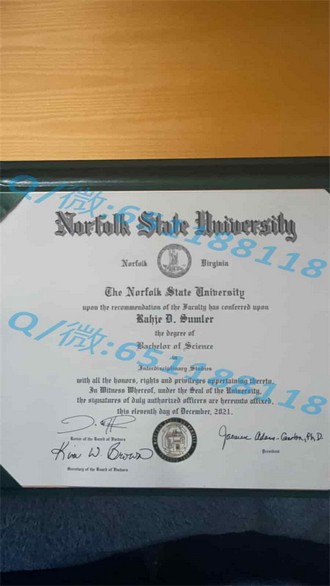 Q/微:651188118
Norfolk State University
Norfolk Virginia
The Norfolk State University
upon the recommendation of the Faculty has conferred upon
Rahje D. Sumler
the degree of
Bachelor of Science
Interdisciplinary Studies
with all the honors, rights and privileges appertaining thereto.
In Witness Whereof, under the Seal of the University,
the signatures of duly authorized officers are hereunto affixed,
this eleventh day of December, 2021.
Q/微:651188118
Rector of the Board of Visitors
Kim W Brown
Secretary of the Board of Visitors
President